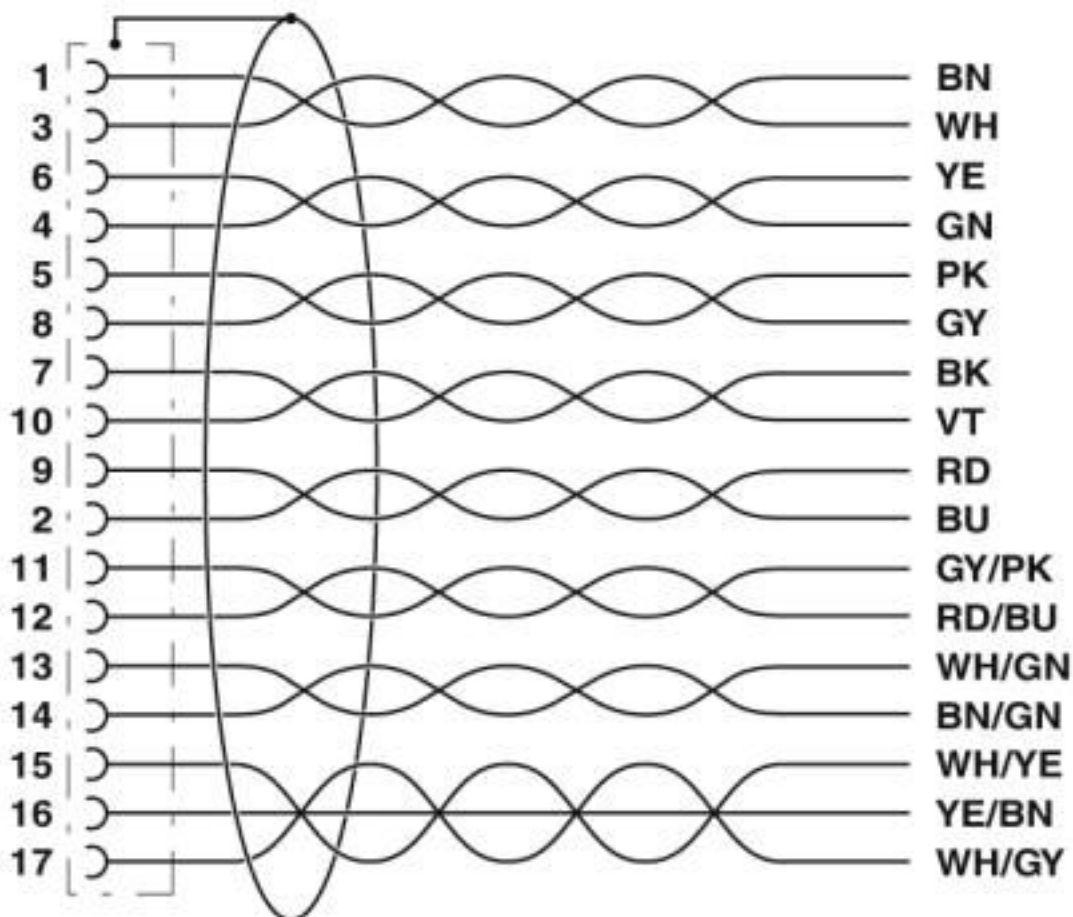 1 BN
3 WH
6 YE
4 GN
5 PK
8 GY
7 BK
10 VT
9 RD
2 BU
11 GY/PK
12 RD/BU
13 WH/GN
14 BN/GN
15 WH/YE
16 YE/BN
17 WH/GY